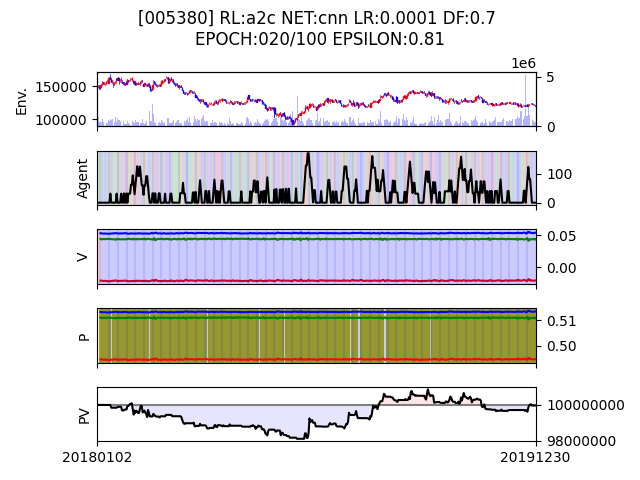 [005380] RL:a2c NET:cnn LR:0.0001 DF:0.7
EPOCH:020/100 EPSILON:0.81
1e6
Env.
150000
100000
5
0
Agent
100
0
V
0.05
0.00
P
0.51
0.50
PV
100000000
98000000
20180102
20191230